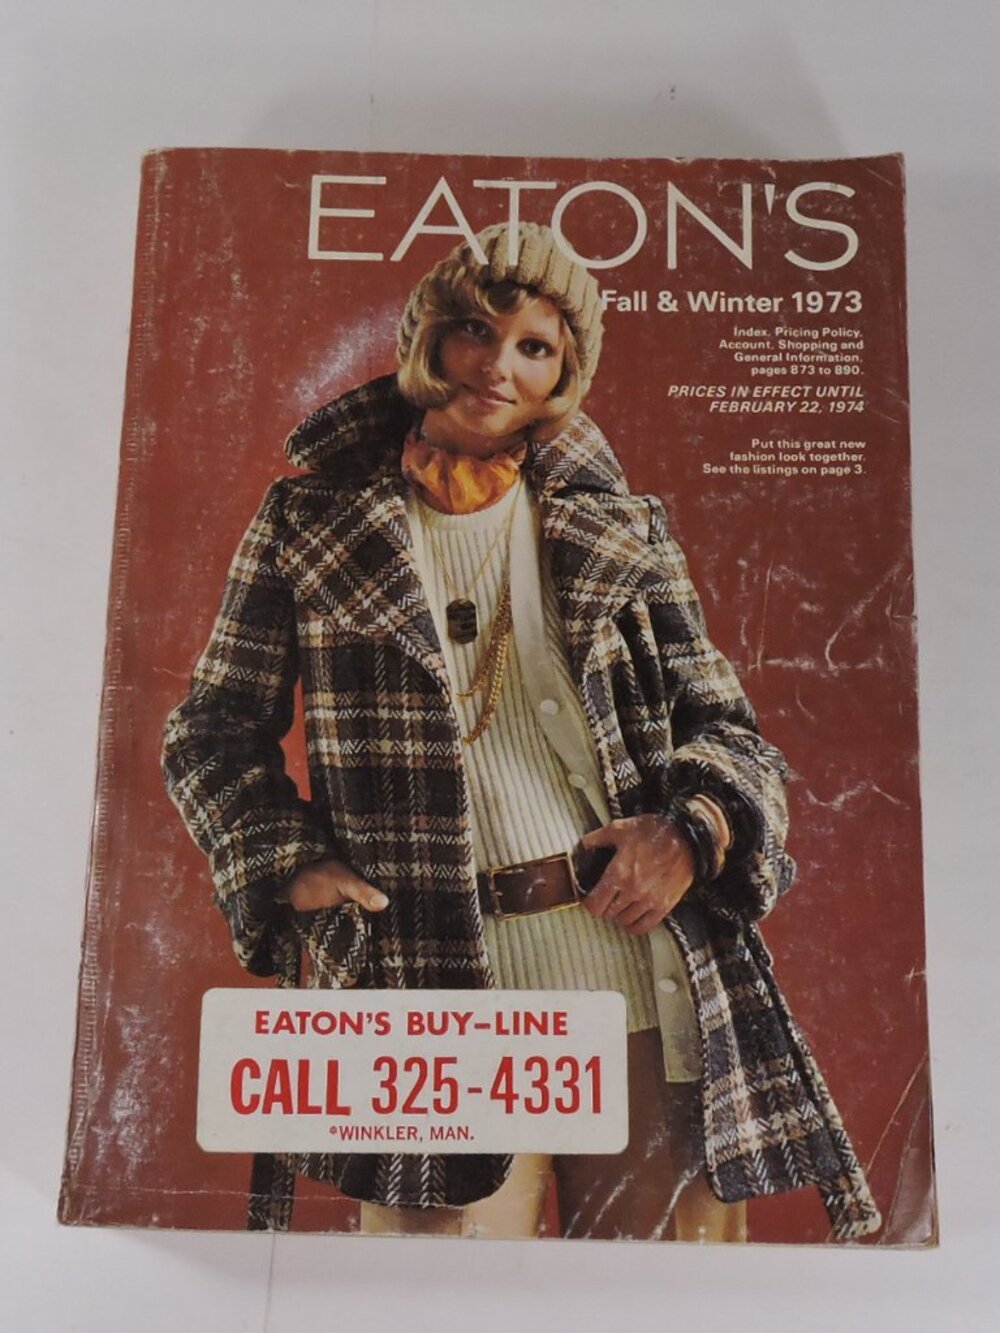 EATON'S
Fall & Winter 1973
Index, Pricing Policy,
Account, Shopping and
General Information,
pages 873 to 890.
PRICES IN EFFECT UNTIL
FEBRUARY 22, 1974
Put this great new
fashion look together.
See the listings on page 3.
EATON'S BUY-LINE
CALL 325-4331
*WINKLER, MAN.